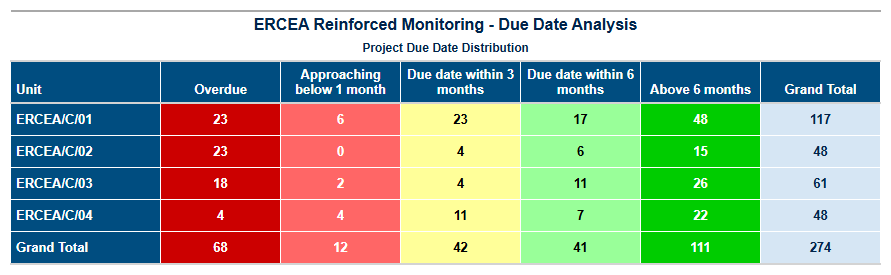 ERCEA Reinforced Monitoring - Due Date Analysis
Project Due Date Distribution
Unit Overdue Approaching below 1 month Due date within 3 months Due date within 6 months Above 6 months Grand Total
ERCEA/C/01 23 6 23 17 48 117
ERCEA/C/02 23 0 4 6 15 48
ERCEA/C/03 18 2 4 11 26 61
ERCEA/C/04 4 4 11 7 22 48
Grand Total 68 12 42 41 111 274